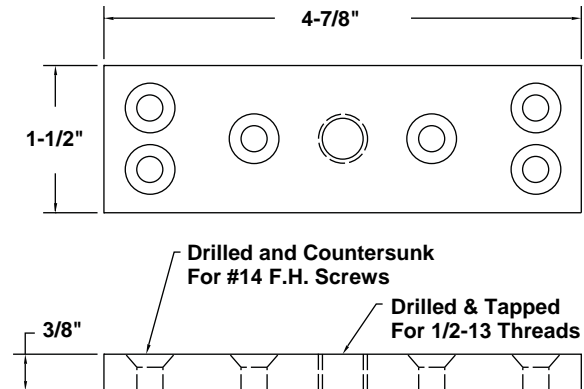 4-7/8"
1-1/2"
Drilled and Countersunk
For #14 F.H. Screws
3/8"
Drilled & Tapped
For 1/2-13 Threads